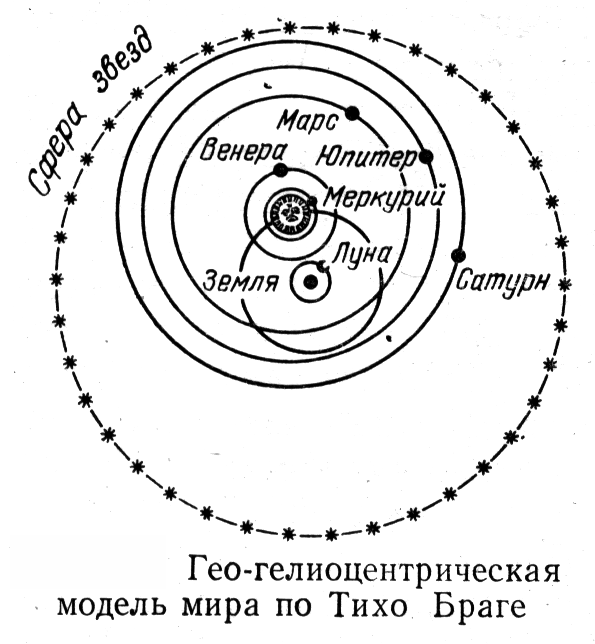 Сфера звезд
Марс
Венера
Юпитер
Меркурий
Луна
Земля
Сатурн
Гео-гелиоцентрическая
модель мира по Тихо Браге